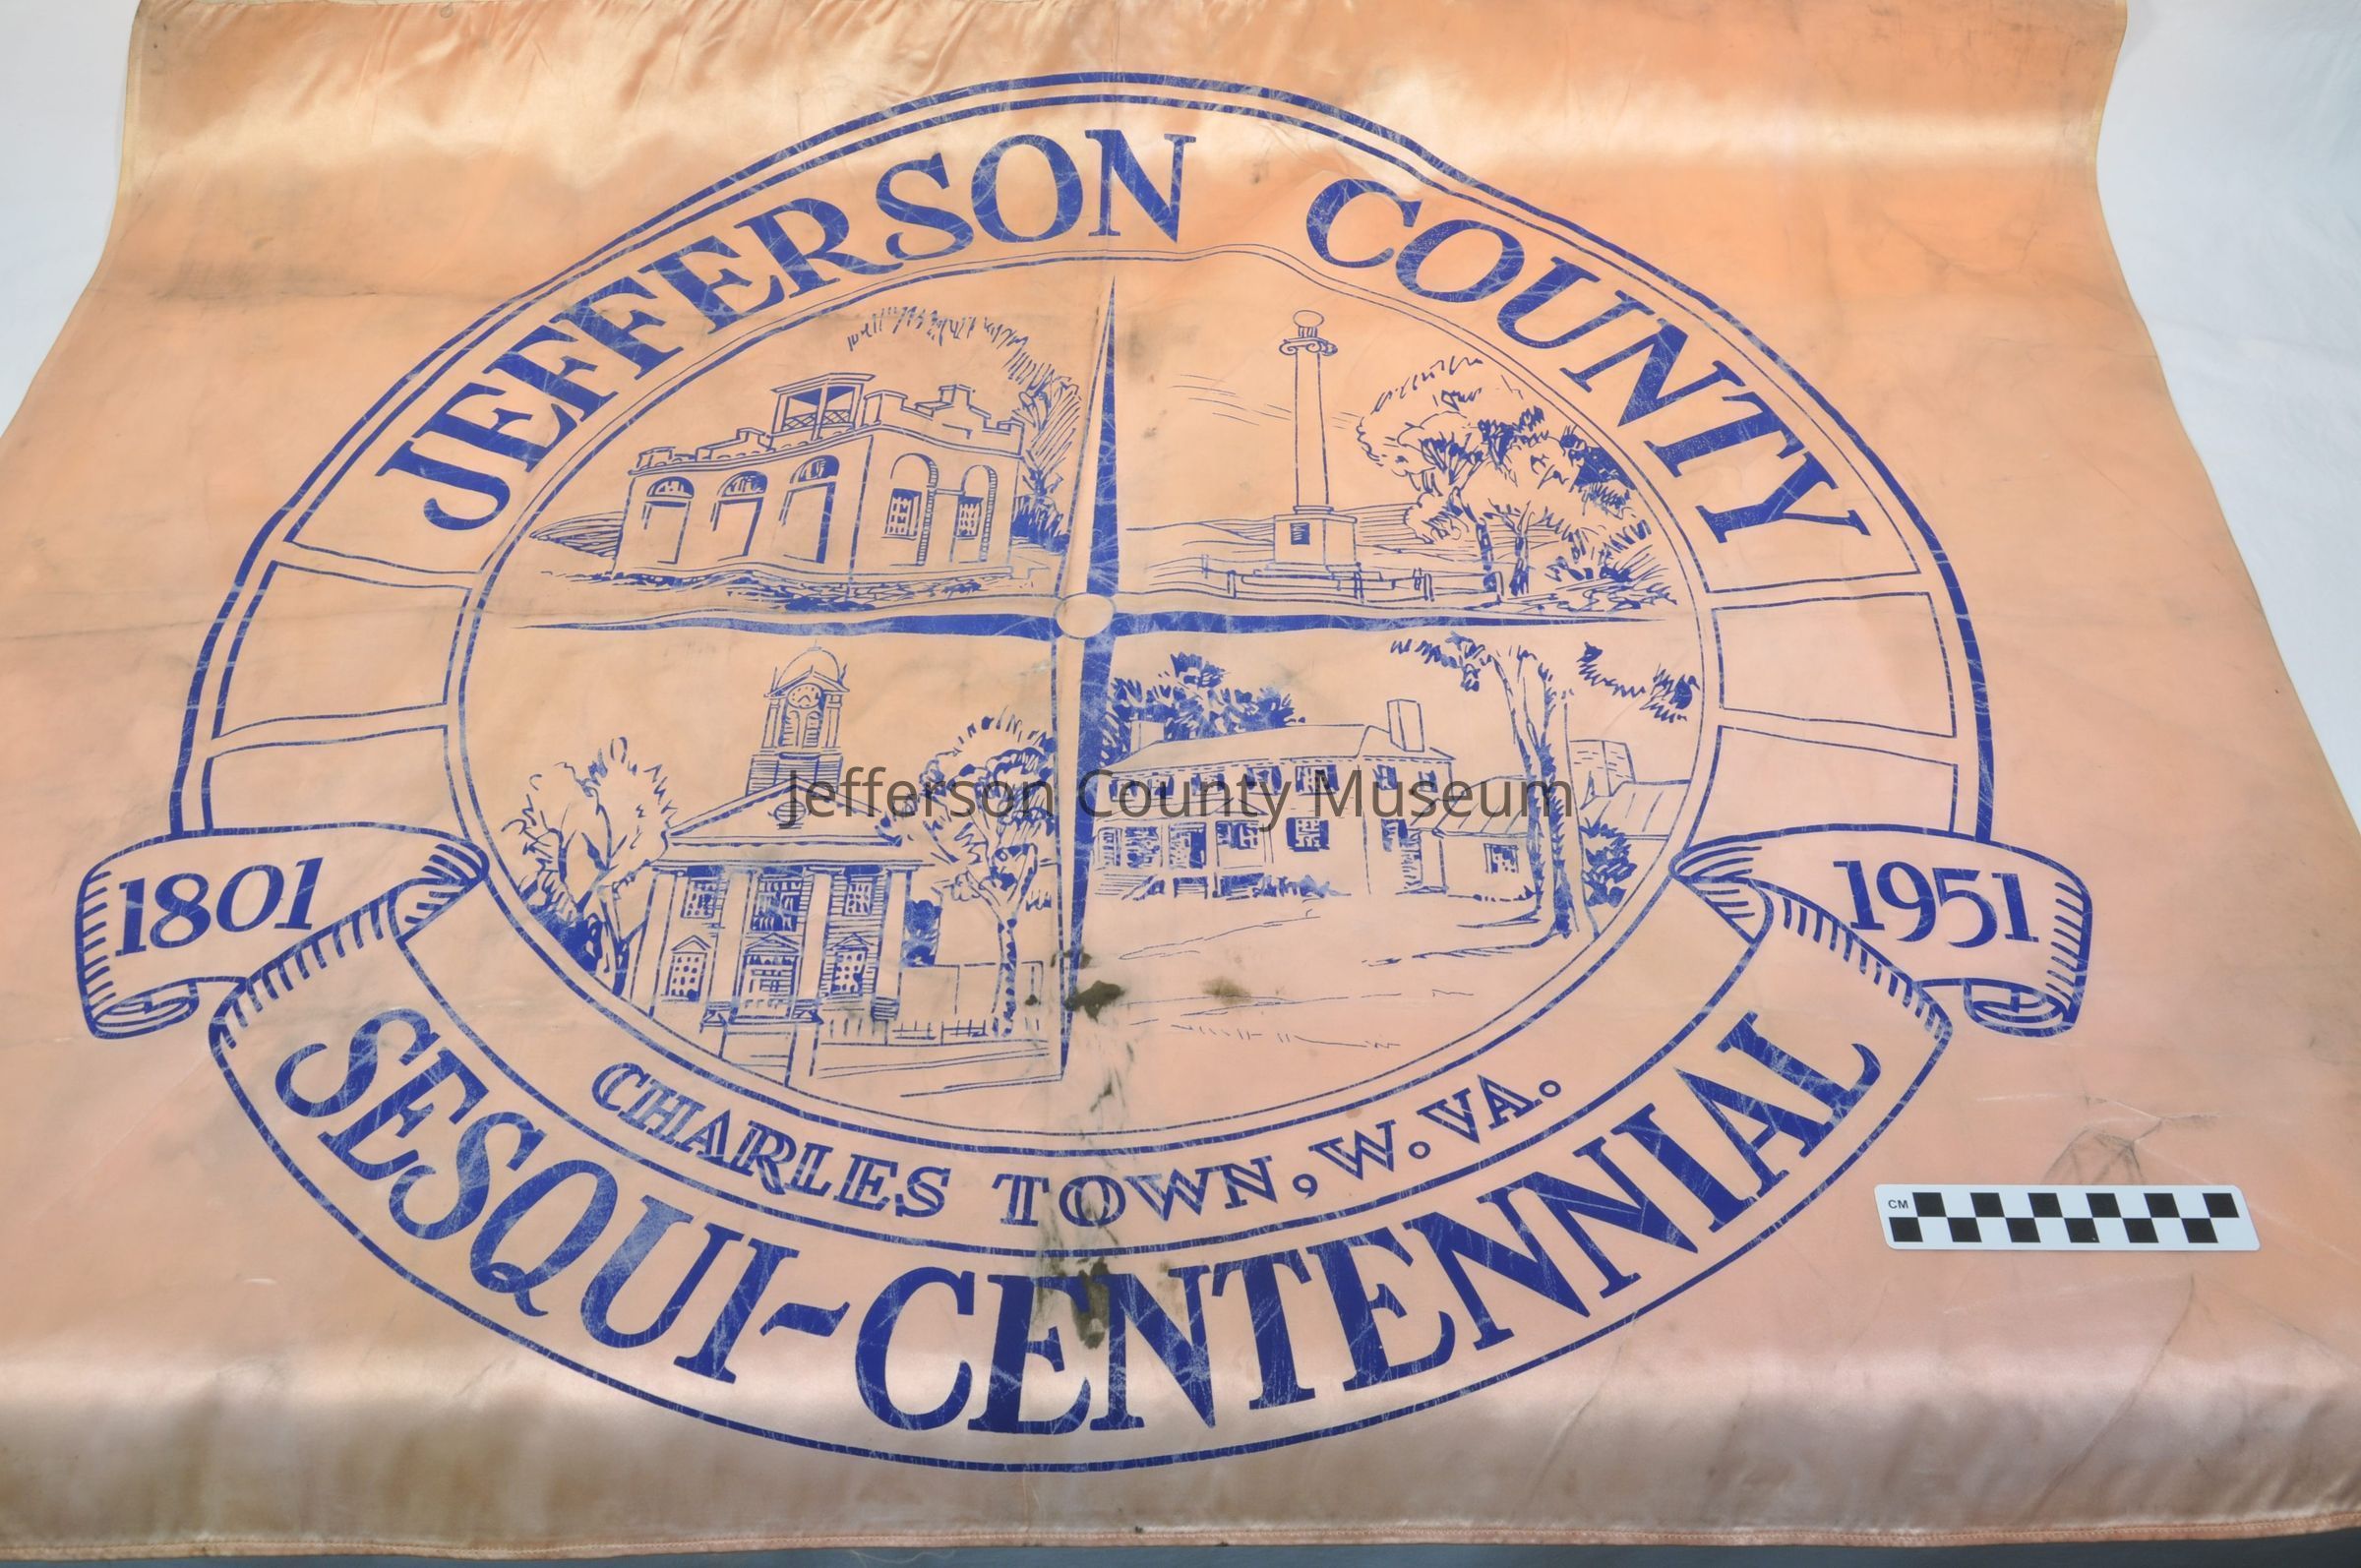 JEFFERSON COUNTY
Jefferson County Museum
1801
1951
CHARLES TOWN, W. VA.
SESQUI-CENTENNIAL
CM